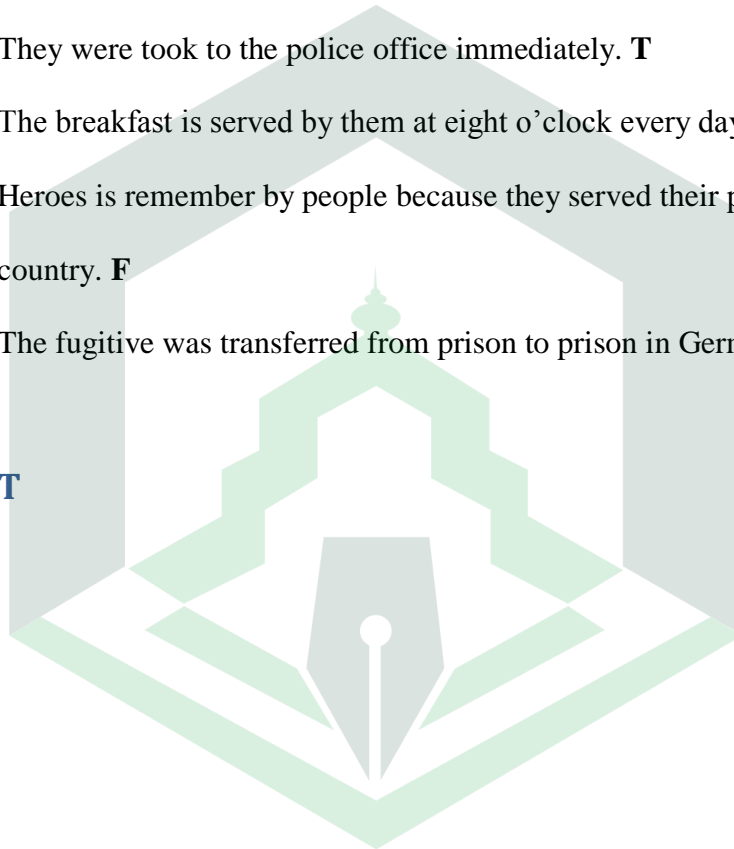 They were took to the police office immediately. T
The breakfast is served by them at eight o’clock every day
Heroes is remember by people because they served their p
country. F
The fugitive was transferred from prison to prison in Ger
T